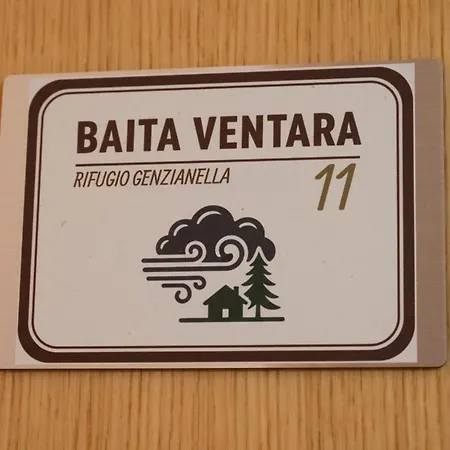 BAITA VENTARA
RIFUGIO GENZIANELLA
11